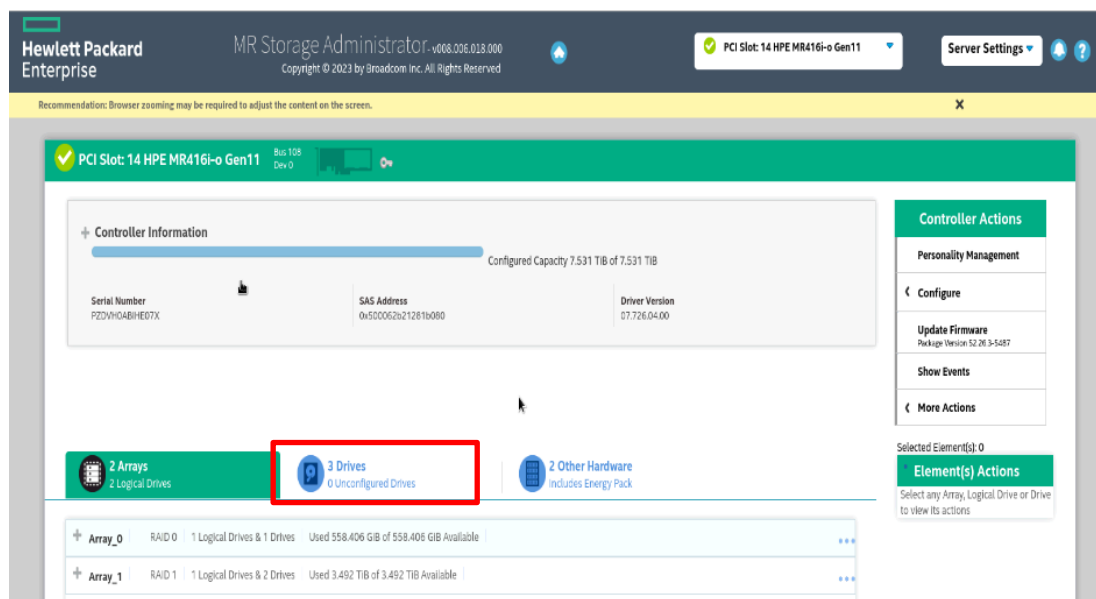 Hewlett Packard
Enterprise
MR Storage Administrator-v008.006.018.000
Copyright © 2023 by Broadcom Inc. All Rights Reserved
PCI Slot: 14 HPE MR416i-o Gen11
Server Settings
?
Recommendation: Browser zooming may be required to adjust the content on the screen.
X
PCI Slot: 14 HPE MR416i-o Gen11
Bus 108
Dev 0
Controller Information
Configured Capacity 7.531 TiB of 7.531 TiB
Serial Number
PZDVH0ABIHE07X
SAS Address
0x500062b21281b080
Driver Version
07.726.04.00
Controller Actions
Personality Management
Configure
Update Firmware
Package Version 52.26.3-5487
Show Events
More Actions
2 Arrays
2 Logical Drives
3 Drives
0 Unconfigured Drives
2 Other Hardware
Includes Energy Pack
Selected Element(s): 0
Element(s) Actions
Select any Array, Logical Drive or Drive
to view its actions
Array_0 RAID 0 1 Logical Drives & 1 Drives Used 558.406 GiB of 558.406 GiB Available
Array_1 RAID 1 1 Logical Drives & 2 Drives Used 3.492 TiB of 3.492 TiB Available